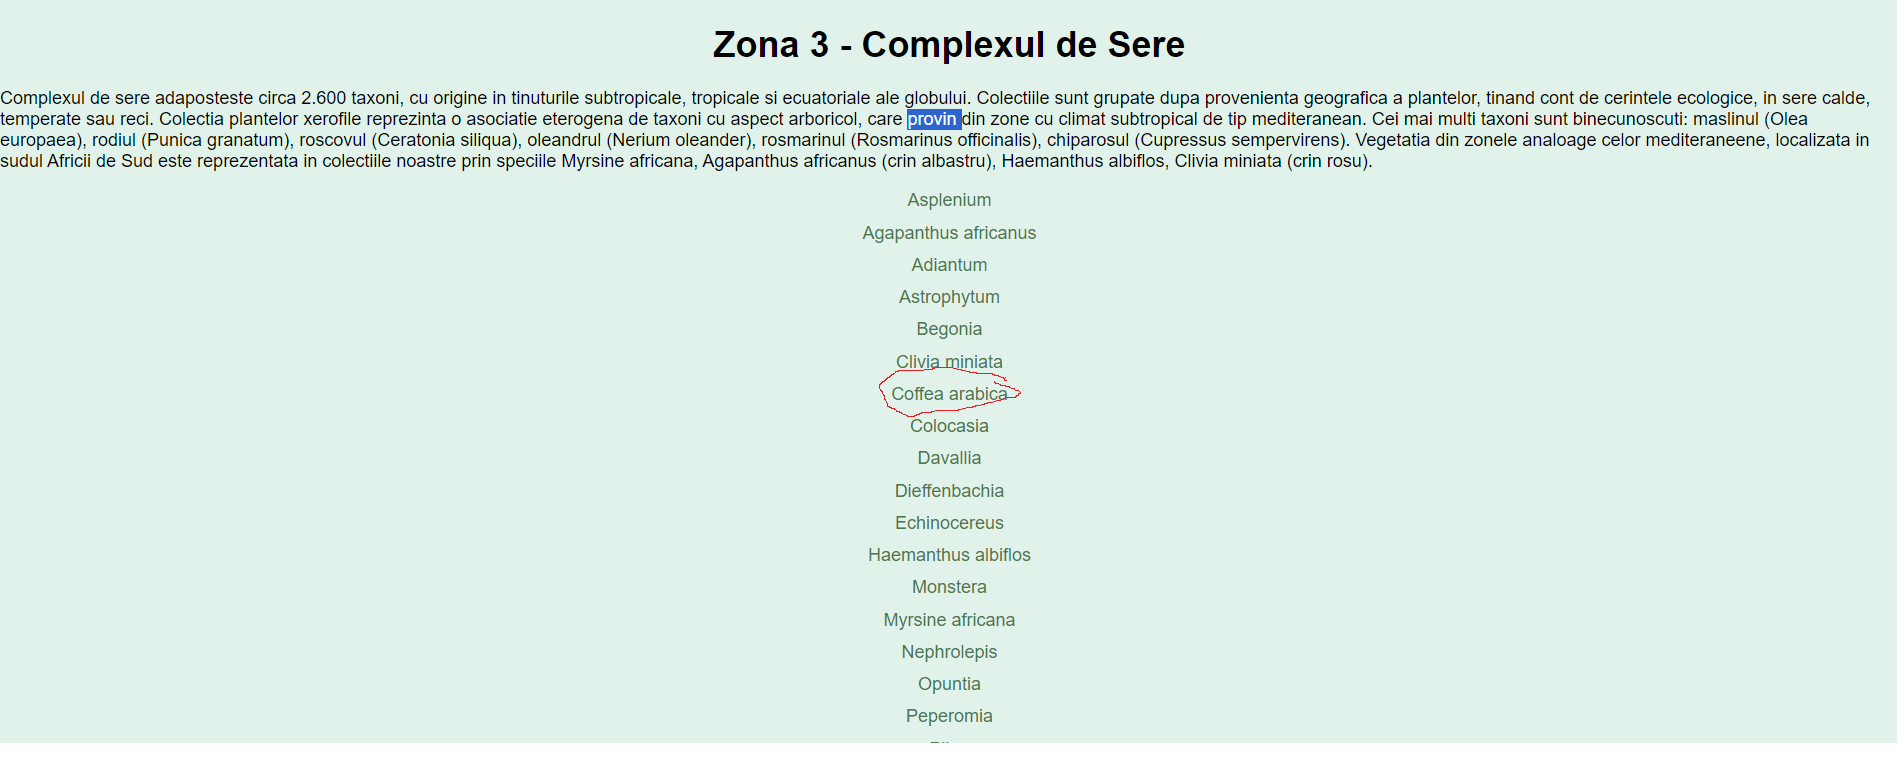 Zona 3 - Complexul de Sere
Complexul de sere adaposteste circa 2.600 taxoni, cu origine in tinuturile subtropicale, tropicale si ecuatoriale ale globului. Colectiile sunt grupate dupa provenienta geografica a plantelor, tinand cont de cerintele ecologice, in sere calde,
temperate sau reci. Colectia plantelor xerofile reprezinta o asociatie eterogena de taxoni cu aspect arboricol, care provin din zone cu climat subtropical de tip mediteranean. Cei mai multi taxoni sunt binecunoscuti: maslinul (Olea
europaea), rodiul (Punica granatum), roscovul (Ceratonia siliqua), oleandrul (Nerium oleander), rosmarinul (Rosmarinus officinalis), chiparosul (Cupressus sempervirens). Vegetatia din zonele analoage celor mediteraneene, localizata in
sudul Africii de Sud este reprezentata in colectiile noastre prin speciile Myrsine africana, Agapanthus africanus (crin albastru), Haemanthus albiflos, Clivia miniata (crin rosu).
Asplenium
Agapanthus africanus
Adiantum
Astrophytum
Begonia
Clivia miniata
Coffea arabica
Colocasia
Davallia
Dieffenbachia
Echinocereus
Haemanthus albiflos
Monstera
Myrsine africana
Nephrolepis
Opuntia
Peperomia